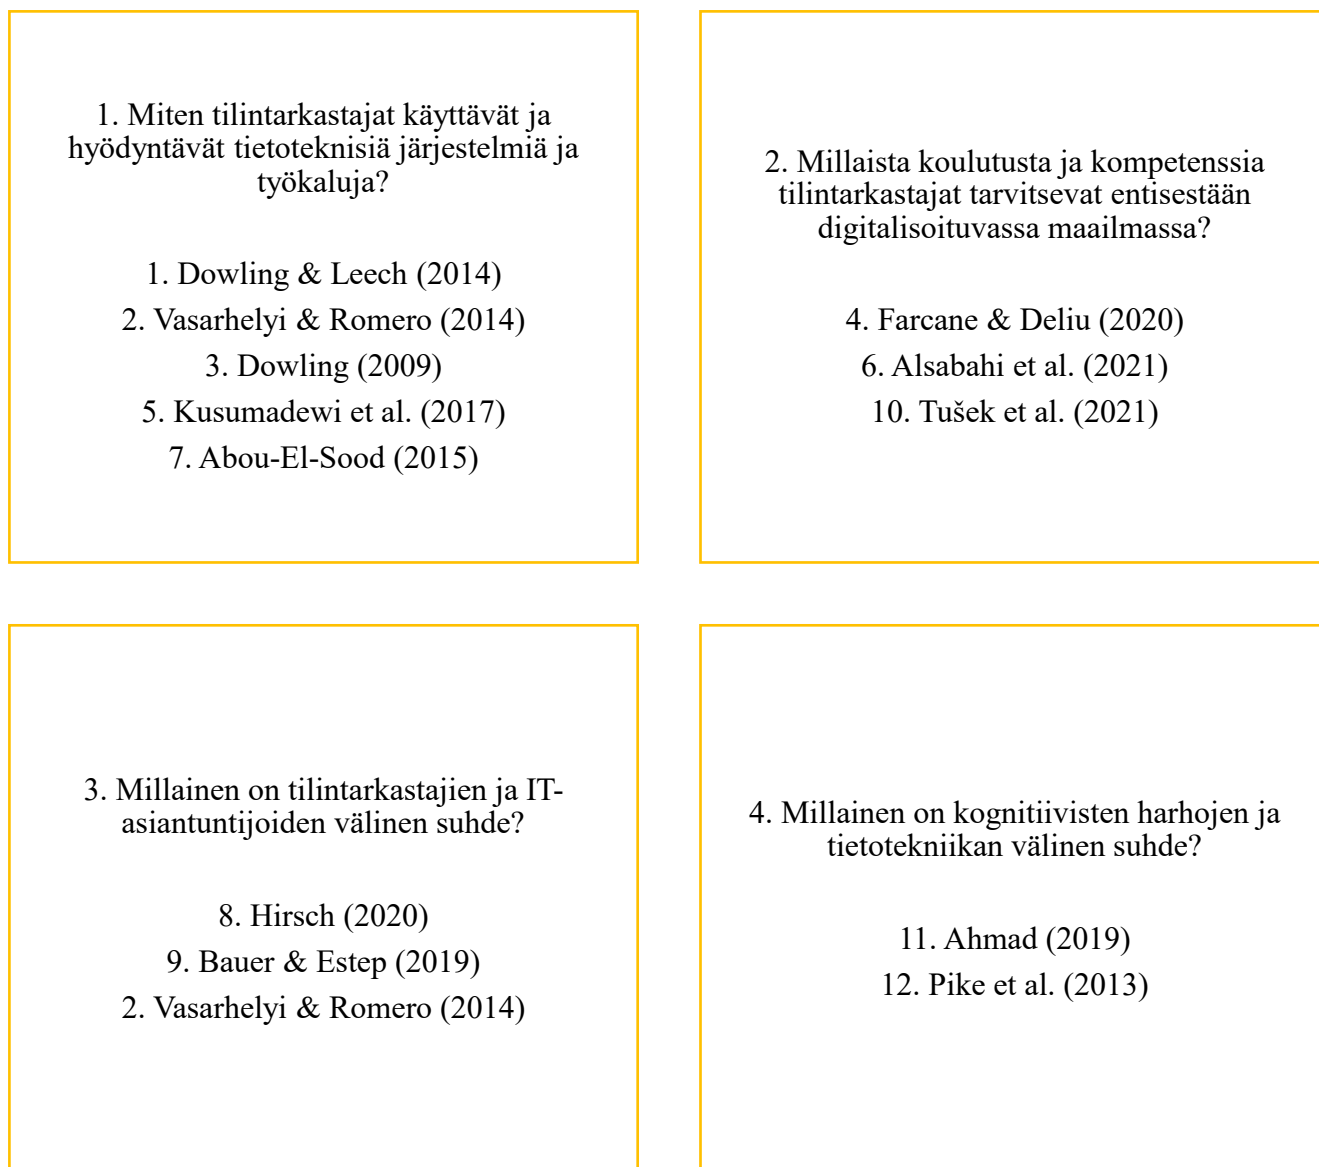 1. Miten tilintarkastajat käyttävät ja
hyödyntävät tietoteknisiä järjestelmiä ja
työkaluja?
1. Dowling & Leech (2014)
2. Vasarhelyi & Romero (2014)
3. Dowling (2009)
5. Kusumadewi et al. (2017)
7. Abou-El-Sood (2015)
2. Millaista koulutusta ja kompetenssia
tilintarkastajat tarvitsevat entisestään
digitalisoituvassa maailmassa?
4. Farcane & Deliu (2020)
6. Alsabahi et al. (2021)
10. Tušek et al. (2021)
3. Millainen on tilintarkastajien ja IT-
asiantuntijoiden välinen suhde?
8. Hirsch (2020)
9. Bauer & Estep (2019)
2. Vasarhelyi & Romero (2014)
4. Millainen on kognitiivisten harhojen ja
tietotekniikan välinen suhde?
11. Ahmad (2019)
12. Pike et al. (2013)